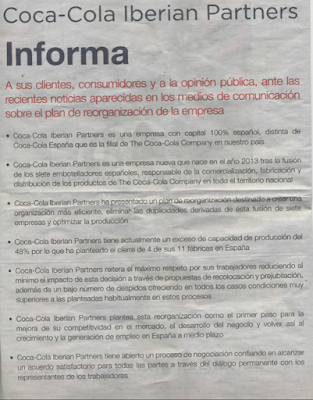 Coca-Cola Iberian Partners
Informa
A sus clientes, consumidores y a la opinión pública, ante las
recientes noticias aparecidas en los medios de comunicación
sobre el plan de reorganización de la empresa
• Coca-Cola Iberian Partners es una empresa con capital 100% español, distinta de
Coca-Cola España que es la filial de The Coca-Cola Company en nuestro país
• Coca-Cola Iberian Partners es una empresa nueva que nace en el año 2013 tras la fusión
de los siete embotelladores españoles, responsable de la comercialización, fabricación y
distribución de los productos de The Coca-Cola Company en todo el territorio nacional
• Coca-Cola Iberian Partners ha presentado un plan de reorganización destinado a crear una
organización más eficiente, eliminar las duplicidades derivadas de esta fusión de siete
empresas y optimizar la producción
• Coca-Cola Iberian Partners tiene actualmente un exceso de capacidad de producción del
48% por lo que ha planteado el cierre de 4 de sus 11 fábricas en España
• Coca-Cola Iberian Partners reitera el máximo respeto por sus trabajadores reduciendo al
mínimo el impacto de esta decisión a través de propuestas de recolocación y prejubilación,
además de un bajo número de despidos ofreciendo en todos los casos condiciones muy
superiores a las planteadas habitualmente en estos procesos
• Coca-Cola Iberian Partners plantea esta reorganización como el primer paso para la
mejora de su competitividad en el mercado, el desarrollo del negocio y volver así al
crecimiento y la generación de empleo en España a medio plazo
• Coca-Cola Iberian Partners tiene abierto un proceso de negociación confiando en alcanzar
un acuerdo satisfactorio para todas las partes a través del diálogo permanente con los
representantes de los trabajadores